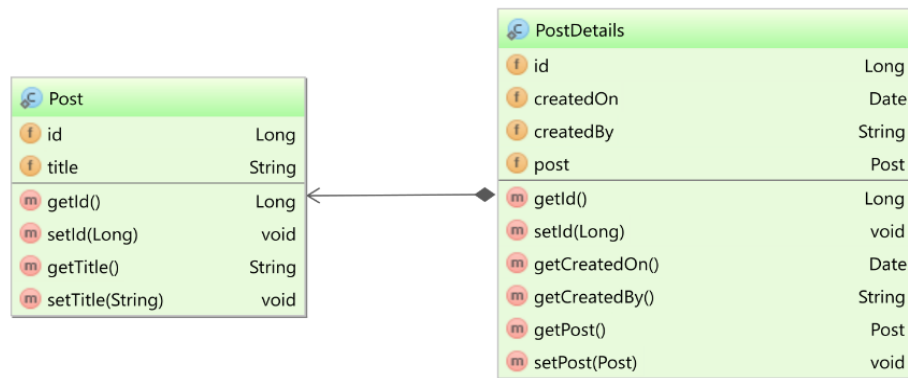 Post
id Long
title String
getId() Long
setId(Long) void
getTitle() String
setTitle(String) void
PostDetails
id Long
createdOn Date
createdBy String
post Post
getId() Long
setId(Long) void
getCreatedOn() Date
getCreatedBy() String
getPost() Post
setPost(Post) void